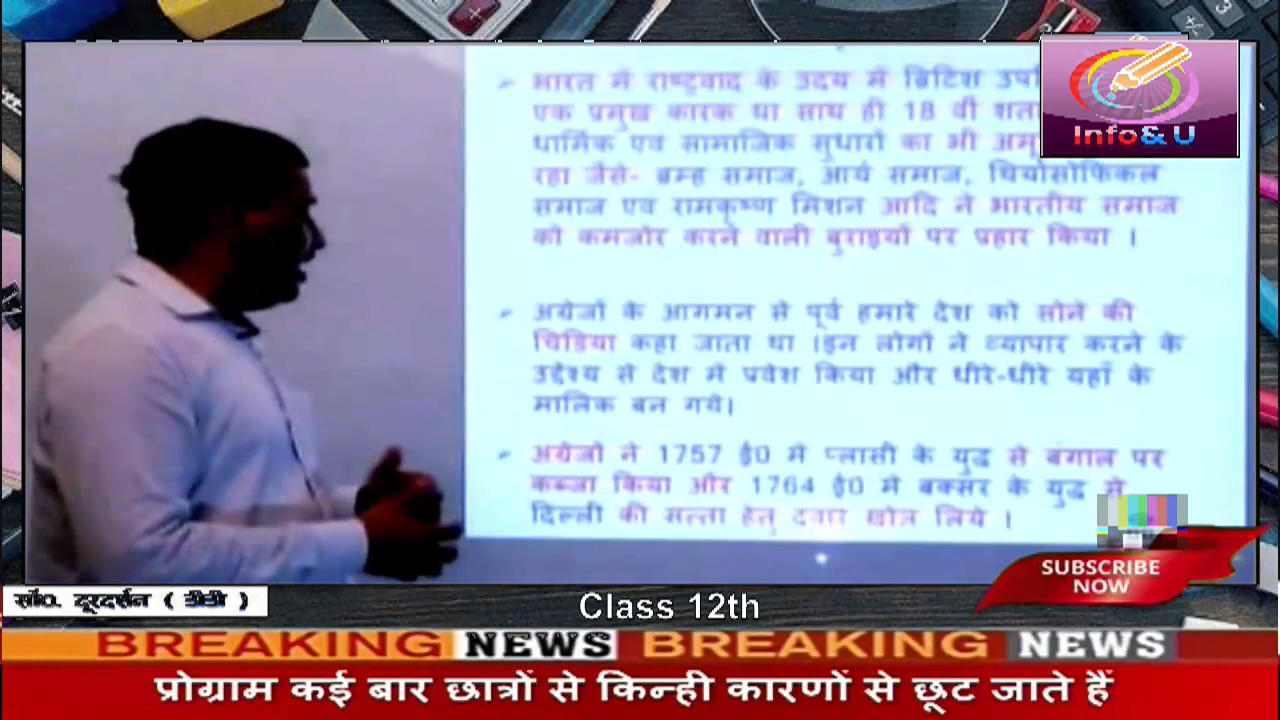 भारत में राष्ट्रवाद के उदय में ब्रिटिश
एक प्रमुख कारक था साथ ही 18 वी
धार्मिक एवं सामाजिक सुधारों का भी
रहा जैसे- ब्रम्ह समाज, आर्य समाज, थियोसोफिकल
समाज एवं रामकृष्ण मिशन आदि ने भारतीय समाज
को कमजोर करने वाली बुराइयों पर प्रहार किया ।
अंग्रेजों के आगमन से पूर्व हमारे देश को सोने की
चिडिया कहा जाता था ।इन लोगों ने व्यापार करने के
उद्देश्य से देश में प्रवेश किया और धीरे-धीरे यहाँ के
मालिक बन गये।
अंग्रेजों ने 1757 ई0 में प्लासी के युद्ध से बंगाल पर
कब्जा किया और 1764 ई0 में बक्सर के युद्ध से
दिल्ली की सत्ता हेतु द्वार खोल लिये ।
Info& U
SUBSCRIBE
NOW
सौ०. दूरदर्शन ( डीडी )
Class 12th
BREAKING NEWS BREAKING NEWS
प्रोग्राम कई बार छात्रों से किन्ही कारणों से छूट जाते हैं